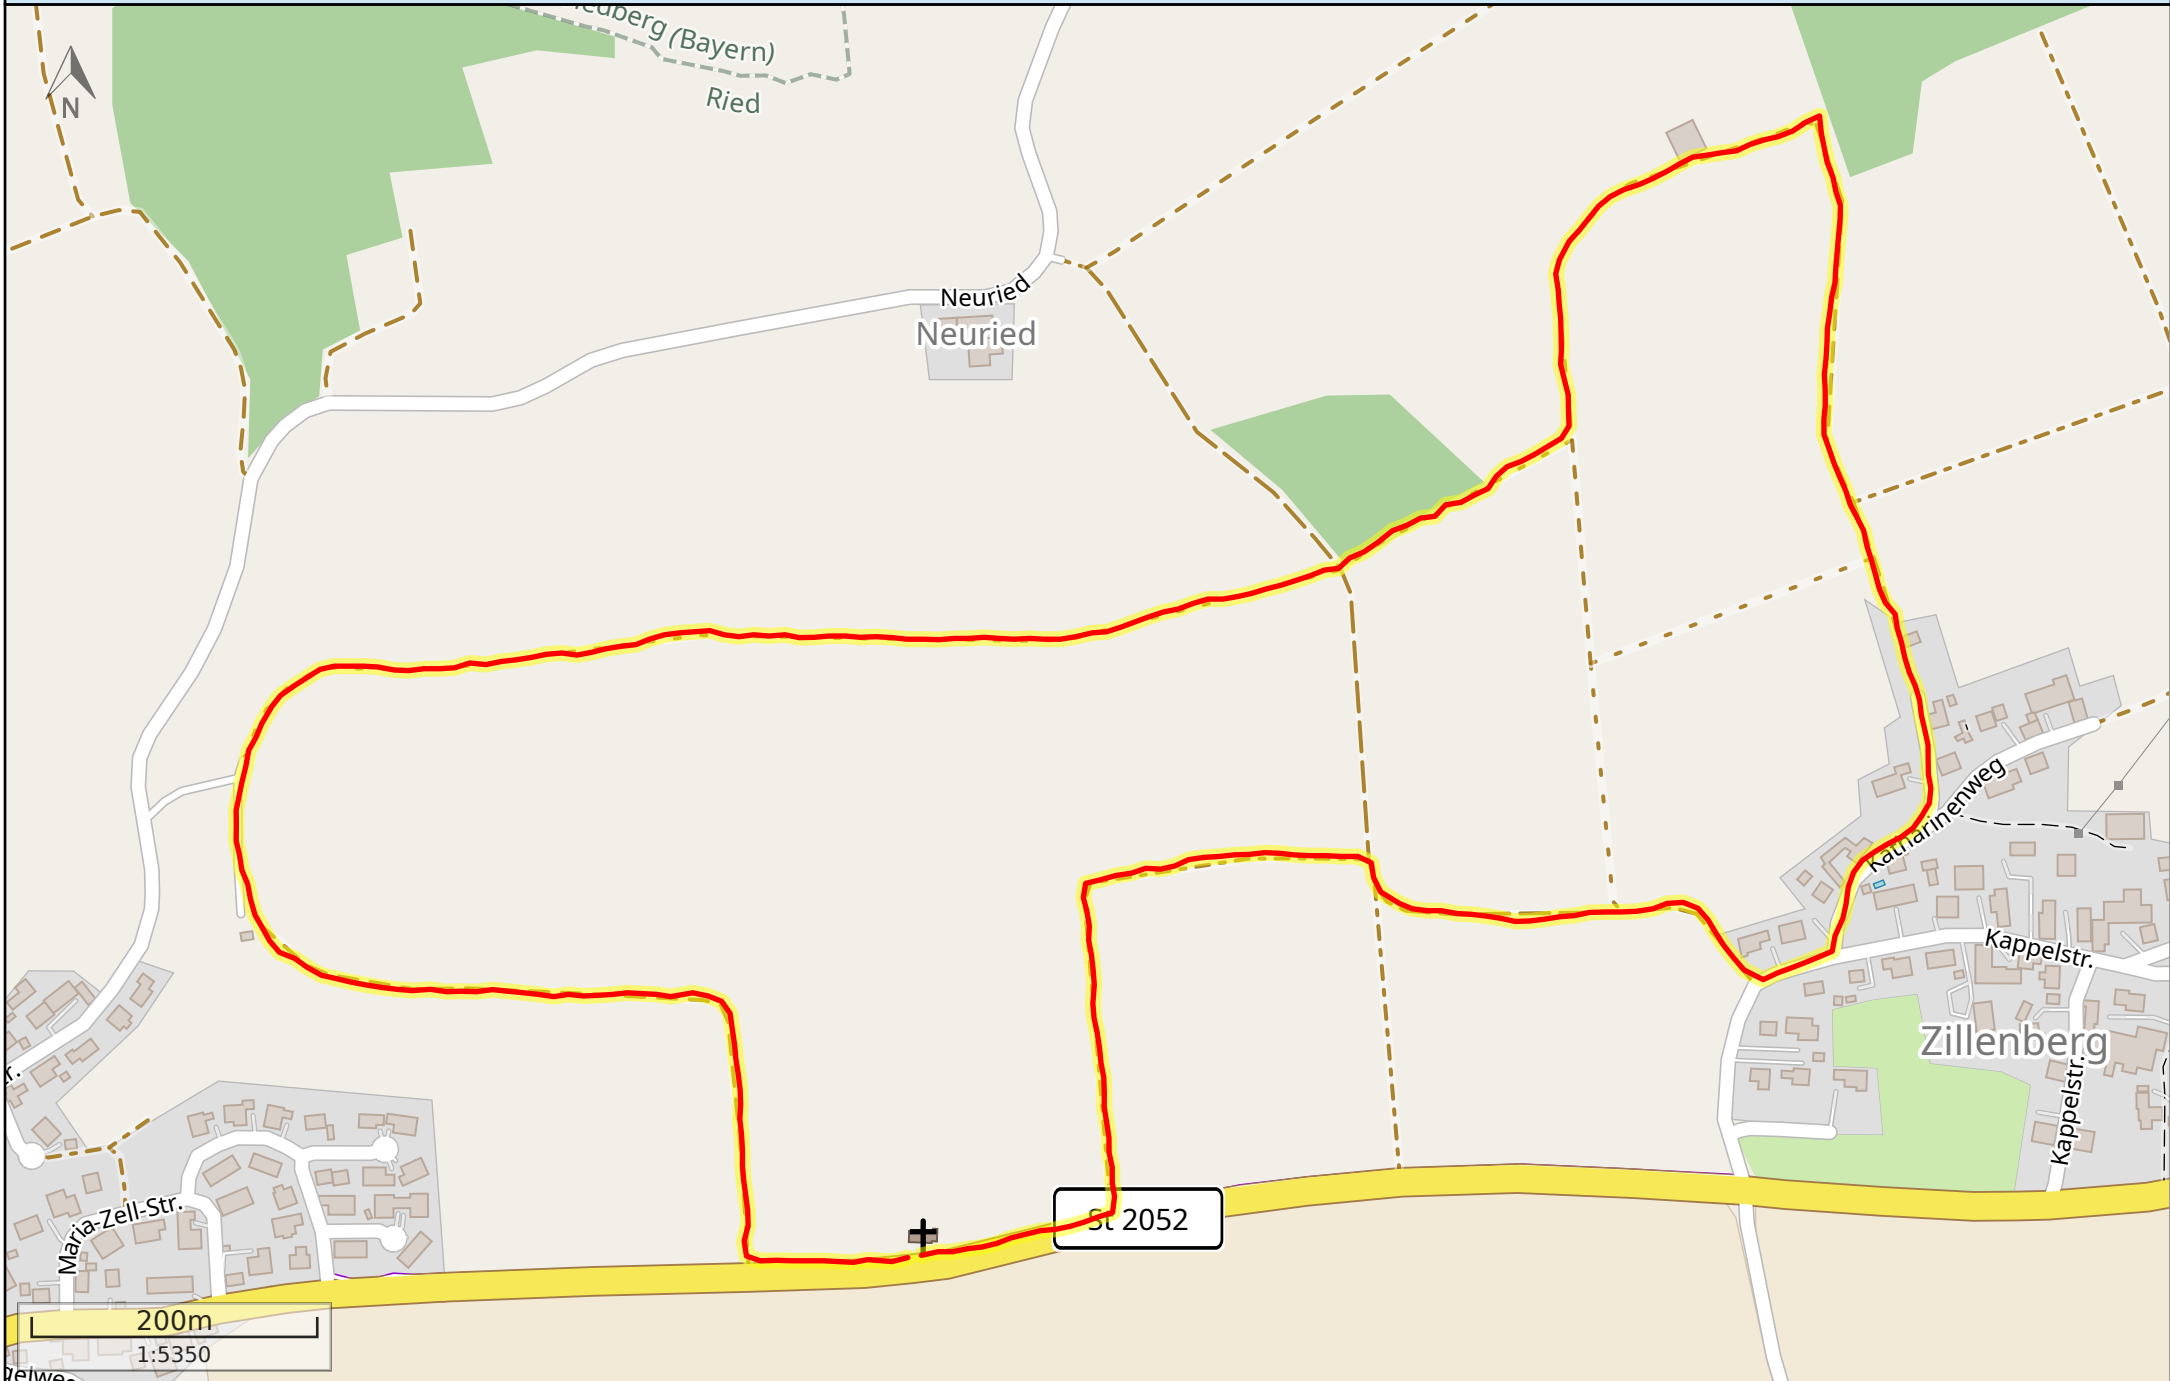 (Bayern)
Ried
N
Neuried
Neuried
Katharinenweg
Kappelstr.
Zillenberg
Kappelstr.
Maria-Zell-Str.
St 2052
200m
1:5350